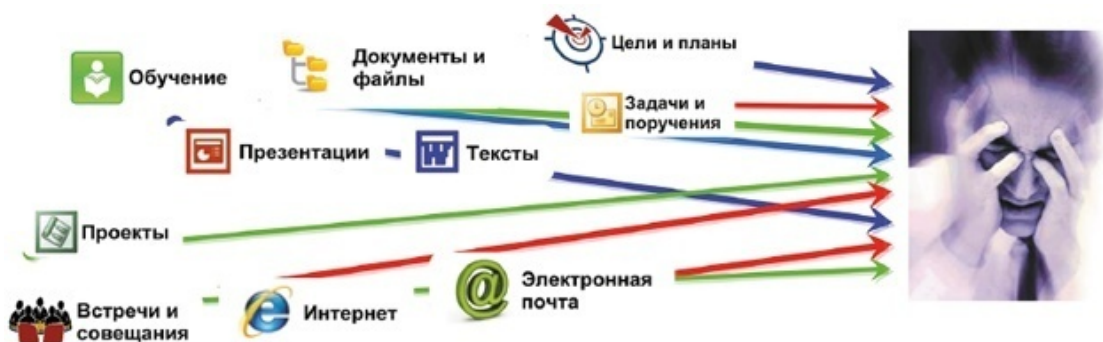 Цели и планы
Документы и
файлы
Обучение
Задачи и
поручения
Презентации
Тексты
Проекты
Электронная
почта
Встречи и
совещания
Интернет